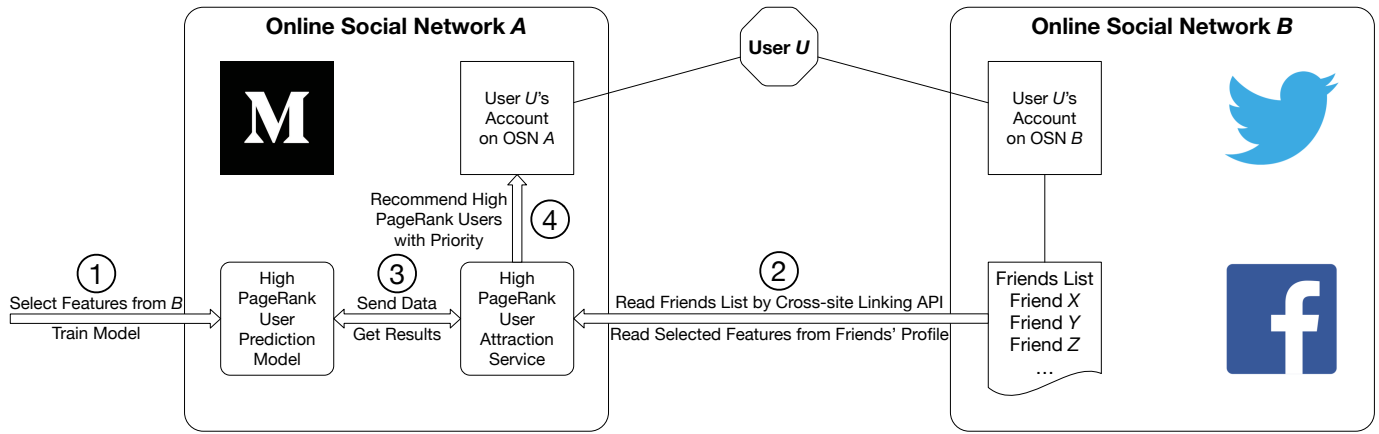 Online Social Network A
M
User U's
Account
on OSN A
Recommend High
PageRank Users
with Priority
4
1
Select Features from B
Train Model
High
PageRank
User
Prediction
Model
3
Send Data
Get Results
High
PageRank
User
Attraction
Service
User U
2
Read Friends List by Cross-site Linking API
Read Selected Features from Friends' Profile
Online Social Network B
User U's
Account
on OSN B
Friends List
Friend X
Friend Y
Friend Z
...
f